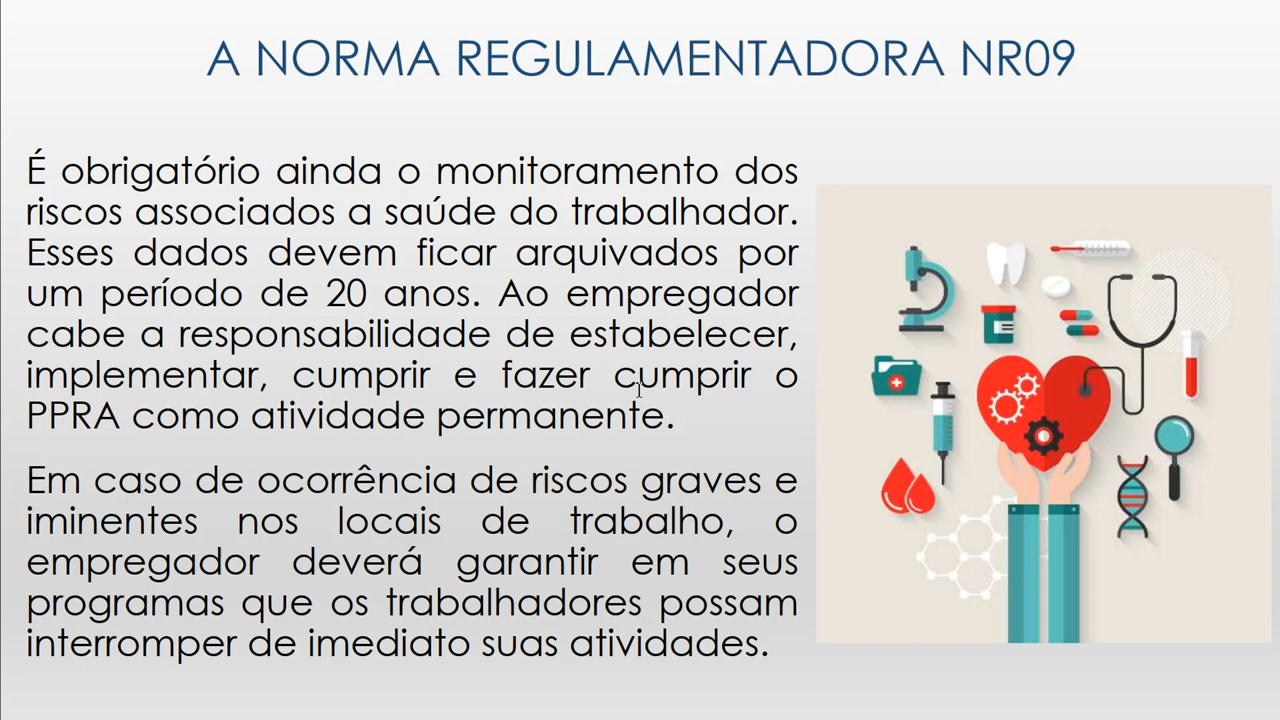 A NORMA REGULAMENTADORA NR09
É obrigatório ainda o monitoramento dos
riscos associados a saúde do trabalhador.
Esses dados devem ficar arquivados por
um período de 20 anos. Ao empregador
cabe a responsabilidade de estabelecer,
implementar, cumprir e fazer cumprir o
PPRA como atividade permanente.
Em caso de ocorrência de riscos graves e
iminentes nos locais de trabalho, o
empregador deverá garantir em seus
programas que os trabalhadores possam
interromper de imediato suas atividades.